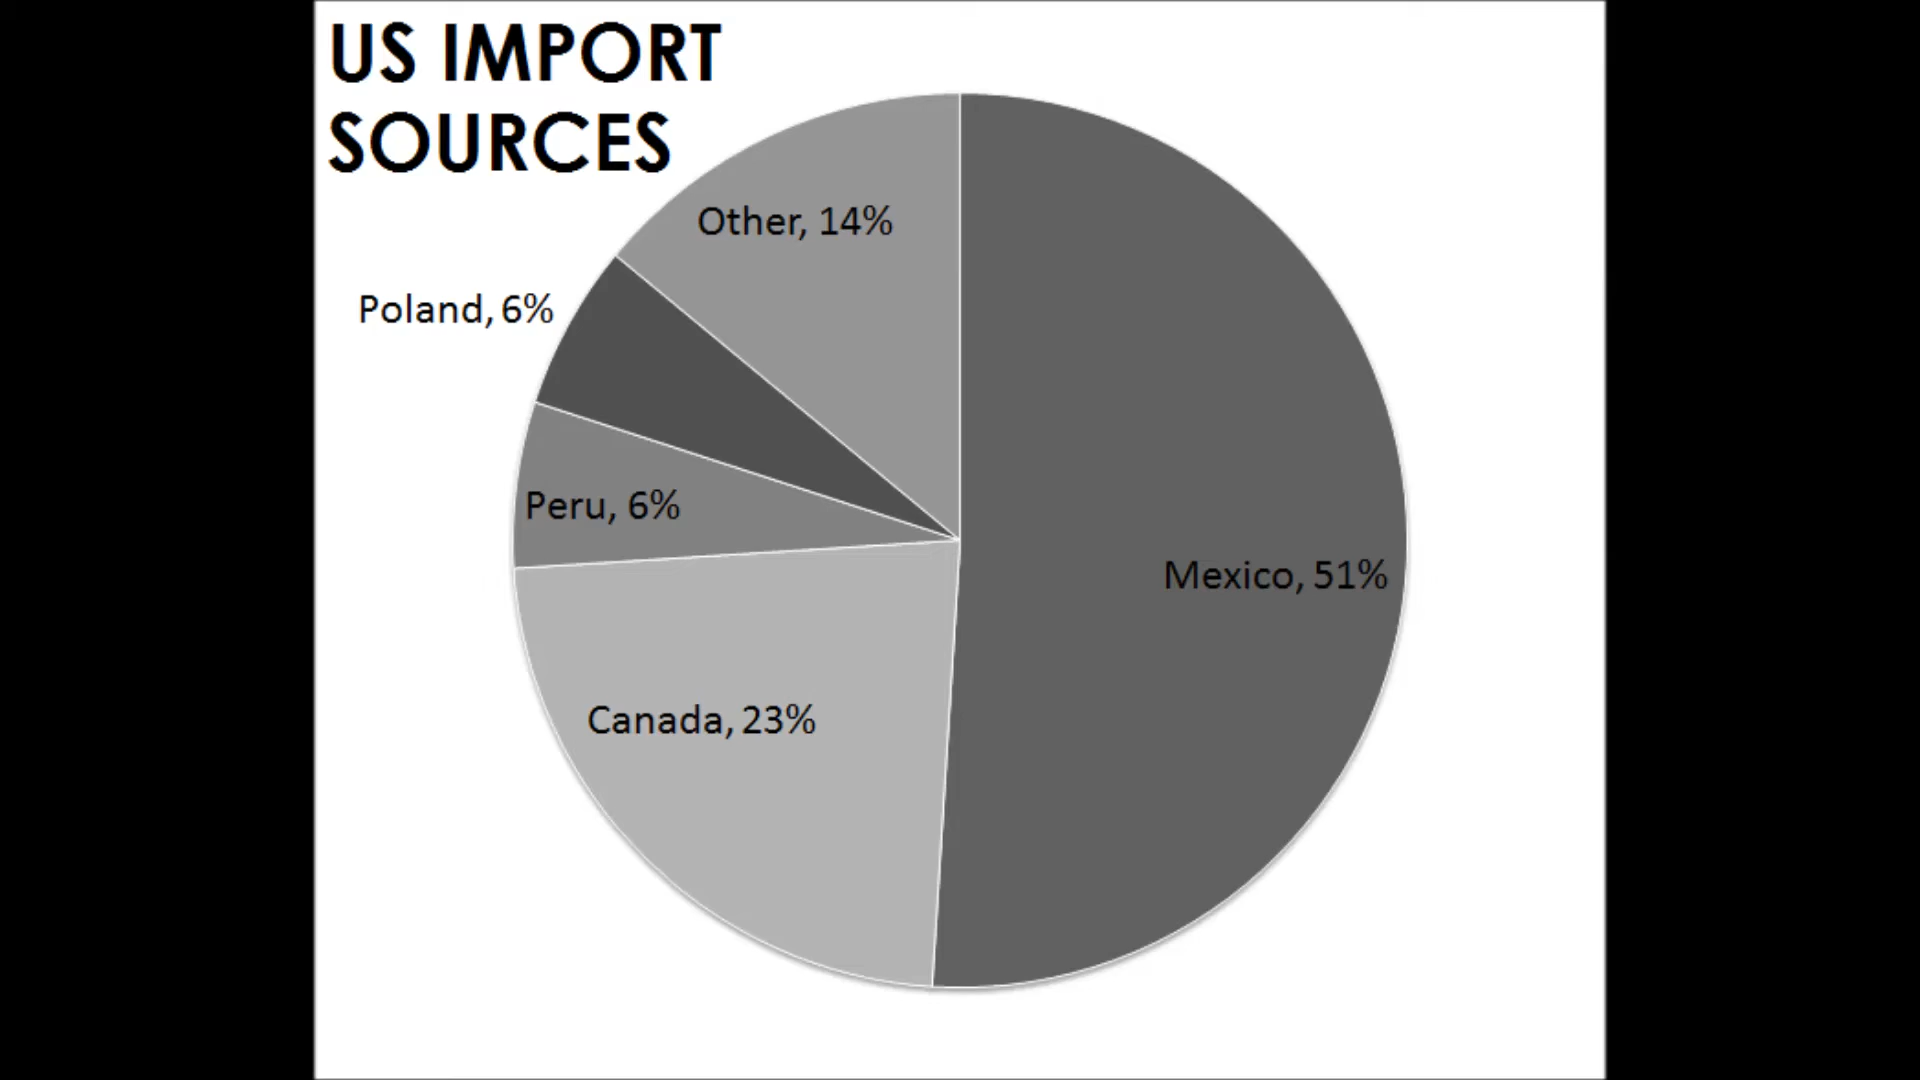 US IMPORT
SOURCES
Other, 14%
Poland, 6%
Peru, 6%
Mexico, 51%
Canada, 23%